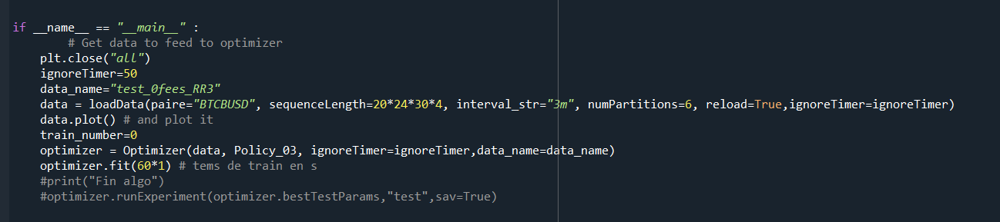 if __name__ == "__main__" :
        # Get data to feed to optimizer
    plt.close("all")
    ignoreTimer=50
    data_name="test_0fees_RR3"
    data = loadData(paire="BTCBUSD", sequenceLength=20*24*30*4, interval_str="3m", numPartitions=6, reload=True,ignoreTimer=ignoreTimer)
    data.plot() # and plot it
    train_number=0
    optimizer = Optimizer(data, Policy_03, ignoreTimer=ignoreTimer,data_name=data_name)
    optimizer.fit(60*1) # tems de train en s
    #print("Fin algo")
    #optimizer.runExperiment(optimizer.bestTestParams,"test",sav=True)